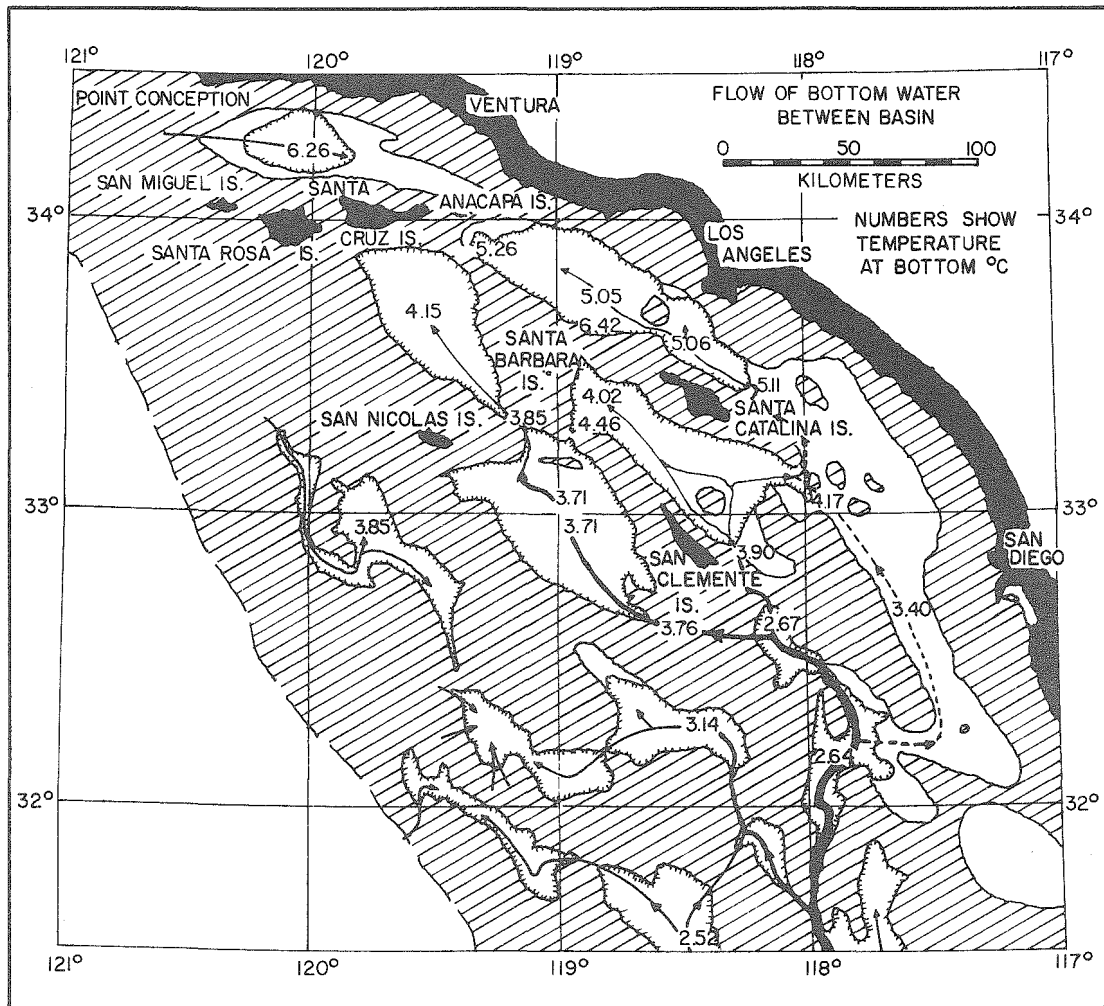 121°
120°
119°
118°
117°
POINT CONCEPTION
VENTURA
FLOW OF BOTTOM WATER
BETWEEN BASIN
0 50 100
KILOMETERS
6.26
SAN MIGUEL IS.
SANTA
CRUZ IS.
ANACAPA IS.
34°
34°
SANTA ROSA IS.
LOS
ANGELES
NUMBERS SHOW
TEMPERATURE
AT BOTTOM °C
5.26
4.15
5.05
6.42
5.06
SANTA
BARBARA
IS.
5.11
4.02
4.46
SANTA
CATALINA IS.
3.85
SAN NICOLAS IS.
33°
33°
3.71
3.71
4.17
3.85
SAN
CLEMENTE
IS.
3.90
SAN
DIEGO
3.40
3.76
2.67
3.14
2.64
32°
32°
2.52
121°
120°
119°
118°
117°